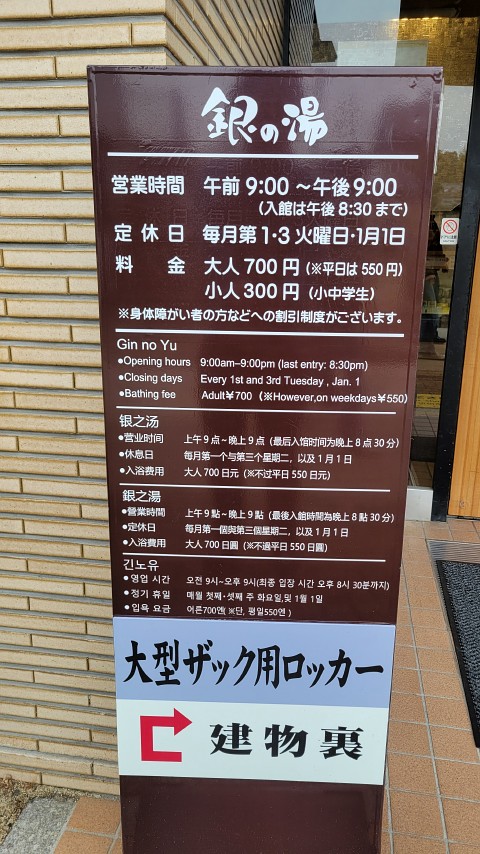 銀の湯
営業時間 午前 9:00 ～午後 9:00
(入館は午後 8:30 まで)
定休日 毎月第1･3 火曜日･1月1日
料金 大人 700 円 (※平日は 550 円)
小人 300 円 (小中学生)
※身体障がい者の方などへの割引制度がございます。
Gin no Yu
●Opening hours 9:00am–9:00pm (last entry: 8:30pm)
●Closing days Every 1st and 3rd Tuesday , Jan. 1
●Bathing fee Adult¥700 (※However,on weekdays¥550)
银之汤
●营业时间 上午 9 点～晚上 9 点 (最后入馆时间为晚上 8 点 30 分)
●休息日 每月第一个与第三个星期二，以及 1 月 1 日
●入浴费用 大人 700 日元 (※不过平日 550 日元)
銀之湯
●營業時間 上午 9 點～晚上 9 點 (最後入館時間為晚上 8 點 30 分)
●定休日 每月第一個與第三個星期二，以及 1 月 1 日
●入浴費用 大人 700 日圓 (※不過平日 550 日圓)
긴노유
●영업 시간 오전 9시~오후 9시(최종 입장 시간 오후 8시 30분까지)
●정기 휴일 매월 첫째･셋째 주 화요일,및 1월 1일
●입욕 요금 어른700엔(※단, 평일550엔)
大型ザック用ロッカー
建物裏